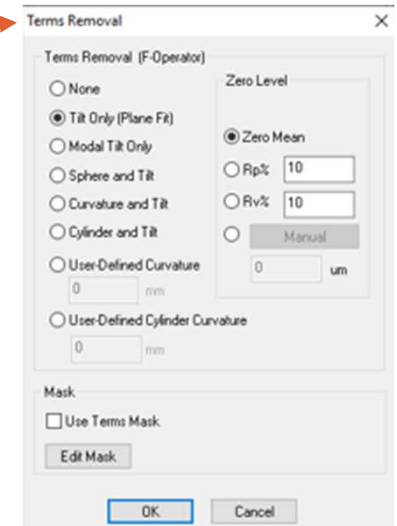 Terms Removal
Terms Removal (F-Operator)
None
Tilt Only (Plane Fit)
Modal Tilt Only
Sphere and Tilt
Curvature and Tilt
Cylinder and Tilt
User-Defined Curvature
0 mm
User-Defined Cylinder Curvature
0 mm
Zero Level
Zero Mean
Rp% 10
Rv% 10
Manual
0 um
Mask
Use Terms Mask
Edit Mask
OK Cancel